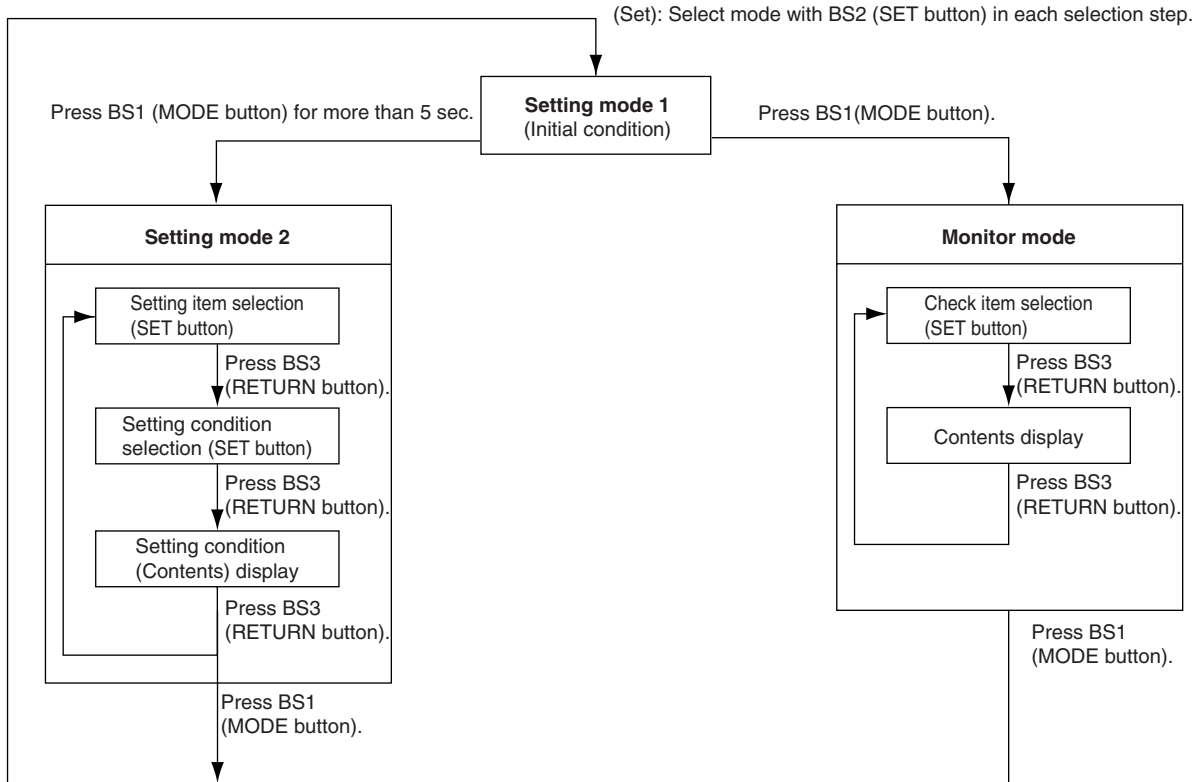 (Set): Select mode with BS2 (SET button) in each selection step.
Setting mode 1
(Initial condition)
Press BS1 (MODE button) for more than 5 sec.
Press BS1(MODE button).
Setting mode 2
Setting item selection
(SET button)
Press BS3
(RETURN button).
Setting condition
selection (SET button)
Press BS3
(RETURN button).
Setting condition
(Contents) display
Press BS3
(RETURN button).
Press BS1
(MODE button).
Monitor mode
Check item selection
(SET button)
Press BS3
(RETURN button).
Contents display
Press BS3
(RETURN button).
Press BS1
(MODE button).